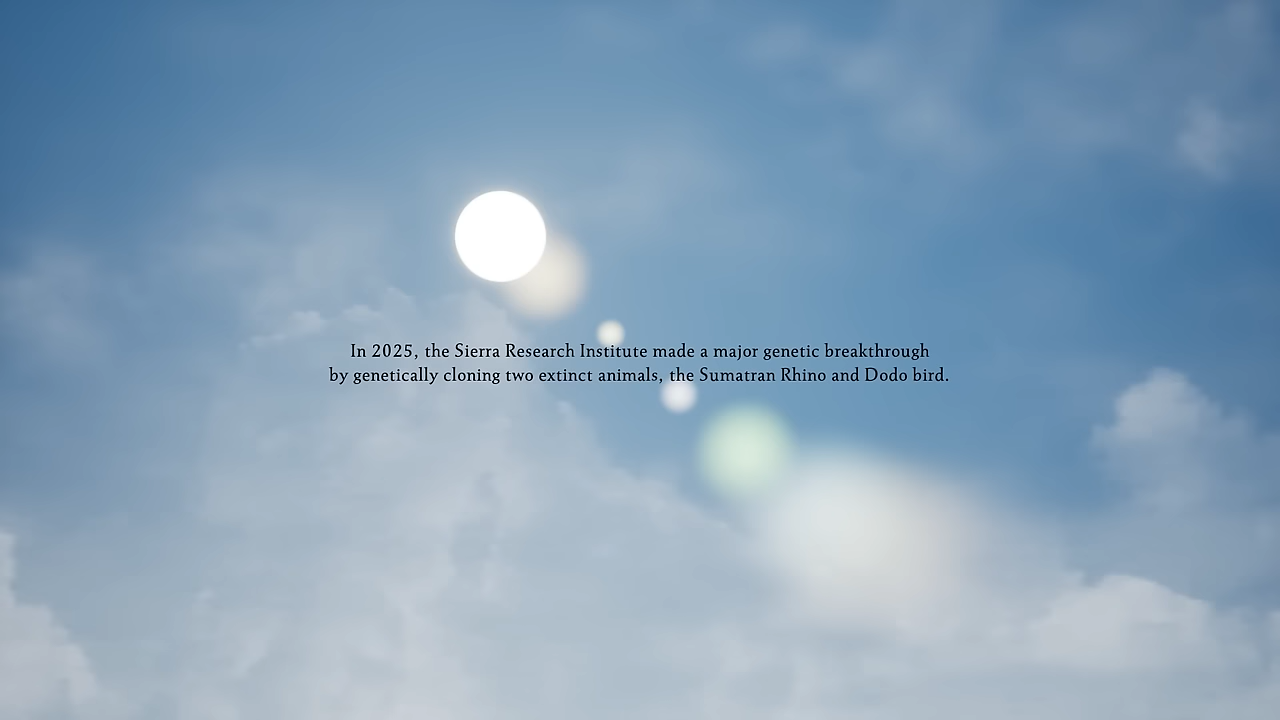 In 2025, the Sierra Research Institute made a major genetic breakthrough
by genetically cloning two extinct animals, the Sumatran Rhino and Dodo bird.